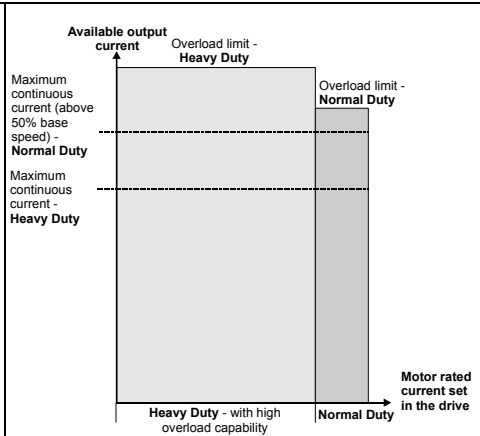 Available output
current
Overload limit -
Heavy Duty
Overload limit -
Normal Duty
Maximum
continuous
current (above
50% base
speed) -
Normal Duty
Maximum
continuous
current -
Heavy Duty
Motor rated
current set
in the drive
Heavy Duty - with high
overload capability
Normal Duty